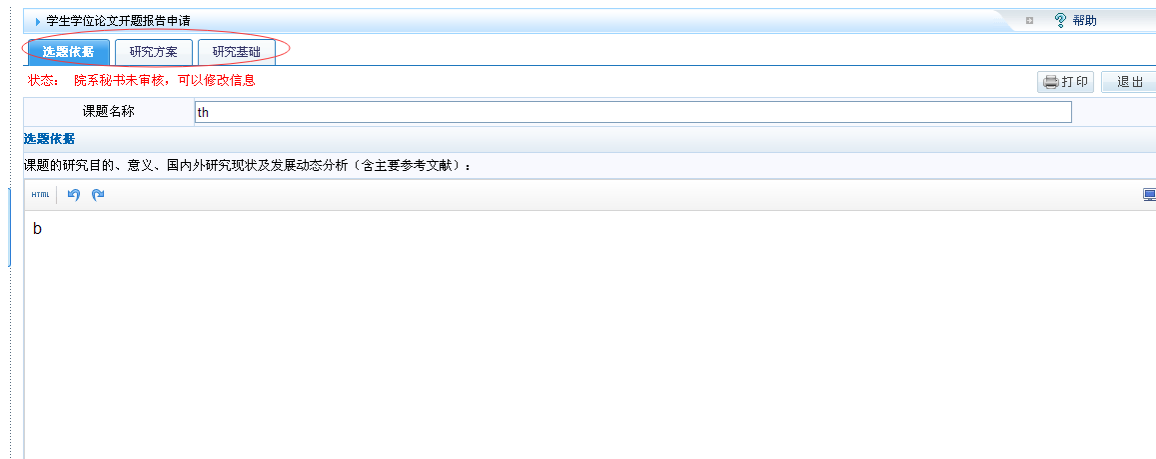 学生学位论文开题报告申请 帮助
选题依据 研究方案 研究基础
状态： 院系秘书未审核，可以修改信息 打印 退出
课题名称 th
选题依据
课题的研究目的、意义、国内外研究现状及发展动态分析（含主要参考文献）：
HTML
b